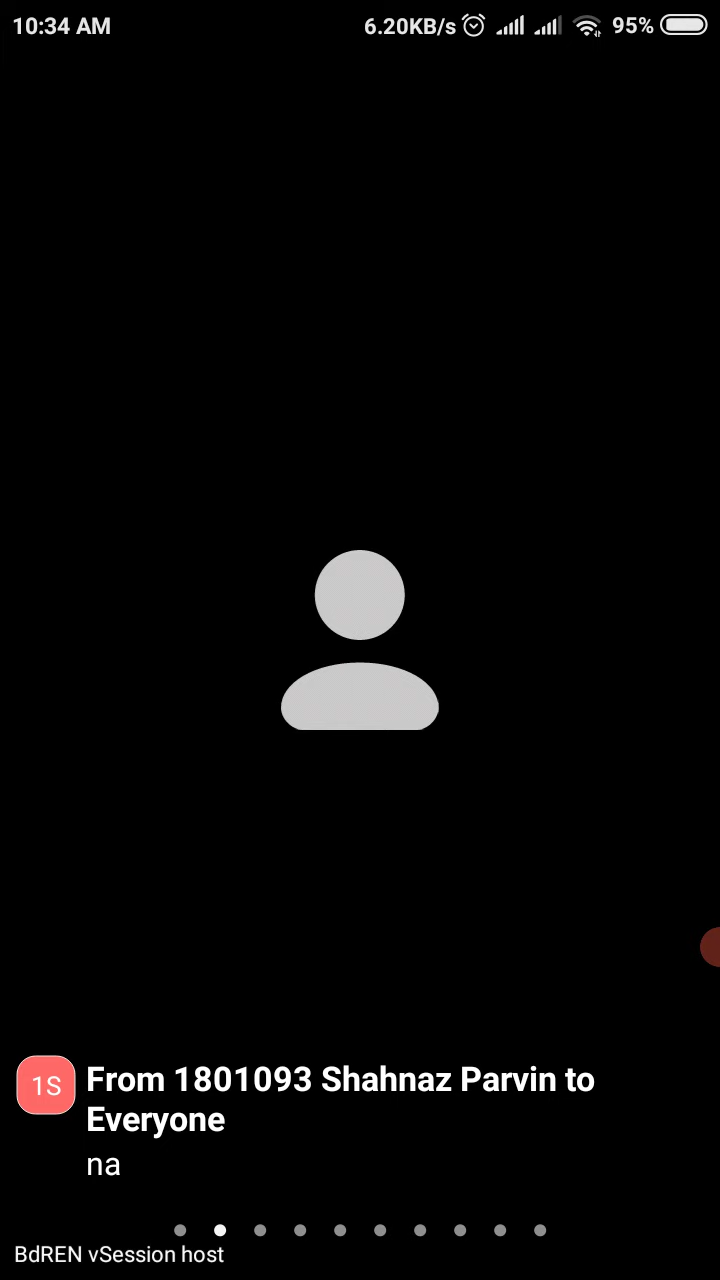 10:34 AM 6.20KB/s 95%
1S From 1801093 Shahnaz Parvin to
Everyone
na
BdREN vSession host